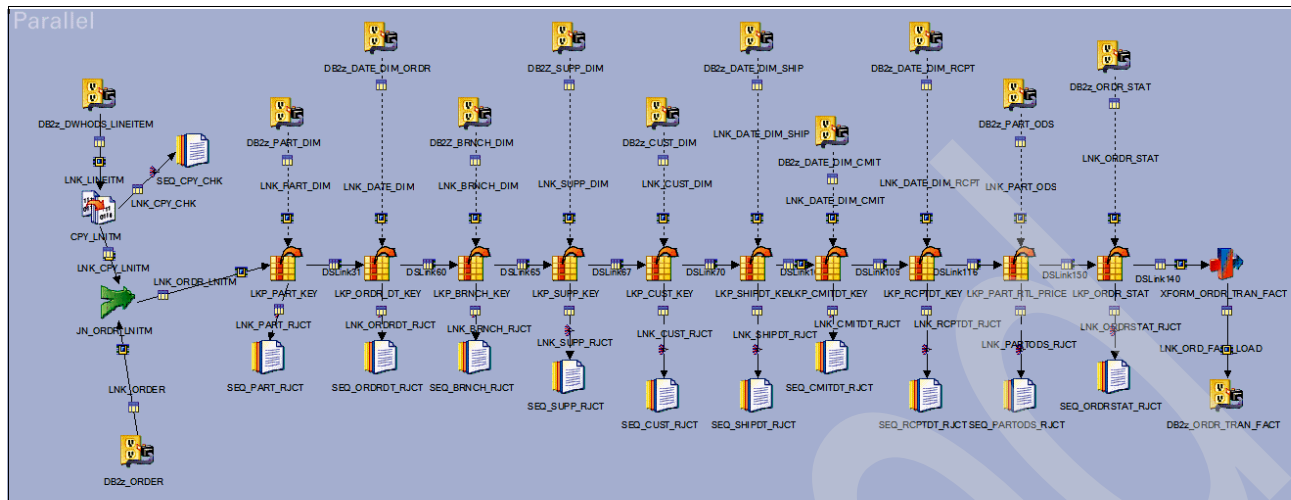 Parallel
DB2z_DATE_DIM_ORDR
DB2Z_SUPP_DIM
DB2z_DATE_DIM_SHIP
DB2z_DATE_DIM_RCPT
DB2z_ORDR_STAT
DB2z_DWHODS_LINEITEM
DB2z_PART_DIM
DB2Z_BRNCH_DIM
DB2z_CUST_DIM
DB2z_DATE_DIM_CMIT
DB2z_PART_ODS
LNK_DATE_DIM_SHIP
LNK_ORDR_STAT
LNK_LINEITM
SEQ_CPY_CHK
LNK_CPY_CHK
LNK_PART_DIM
LNK_DATE_DIM
LNK_BRNCH_DIM
LNK_SUPP_DIM
LNK_CUST_DIM
LNK_DATE_DIM_CMIT
LNK_DATE_DIM_RCPT
LNK_PART_ODS
CPY_LNITM
LNK_CPY_LNITM
LNK_ORDR_LNITM
DSLink31
DSLink60
DSLink65
DSLink67
DSLink70
DSLink109
DSLink116
DSLink150
DSLink140
LKP_PART_KEY
LKP_ORDR_DT_KEY
LKP_BRNCH_KEY
LKP_SUPP_KEY
LKP_CUST_KEY
LKP_SHIPDT_KEY
LKP_CMITDT_KEY
LKP_RCPTDT_KEY
LKP_PART_RTL_PRICE
LKP_ORDR_STAT
XFORM_ORDR_TRAN_FACT
JN_ORDR_LNITM
LNK_PART_RJCT
LNK_ORDRDT_RJCT
LNK_BRNCH_RJCT
LNK_SUPP_RJCT
LNK_CUST_RJCT
LNK_SHIPDT_RJCT
LNK_CMITDT_RJCT
LNK_RCPTDT_RJCT
LNK_PARTODS_RJCT
LNK_ORDRSTAT_RJCT
LNK_ORD_FACT_LOAD
SEQ_PART_RJCT
SEQ_ORDRDT_RJCT
SEQ_BRNCH_RJCT
SEQ_SUPP_RJCT
SEQ_CUST_RJCT
SEQ_SHIPDT_RJCT
SEQ_CMITDT_RJCT
SEQ_RCPTDT_RJCT
SEQ_PARTODS_RJCT
SEQ_ORDRSTAT_RJCT
DB2z_ORDR_TRAN_FACT
LNK_ORDER
DB2z_ORDER